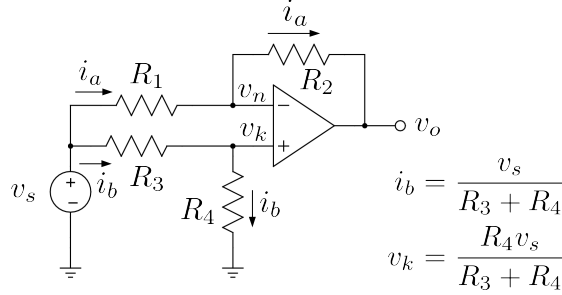 i_a
i_a R_1 R_2
v_n −
v_k + v_o
R_3
v_s + − i_b
R_4 i_b
i_b = v_s / (R_3 + R_4)
v_k = R_4 v_s / (R_3 + R_4)